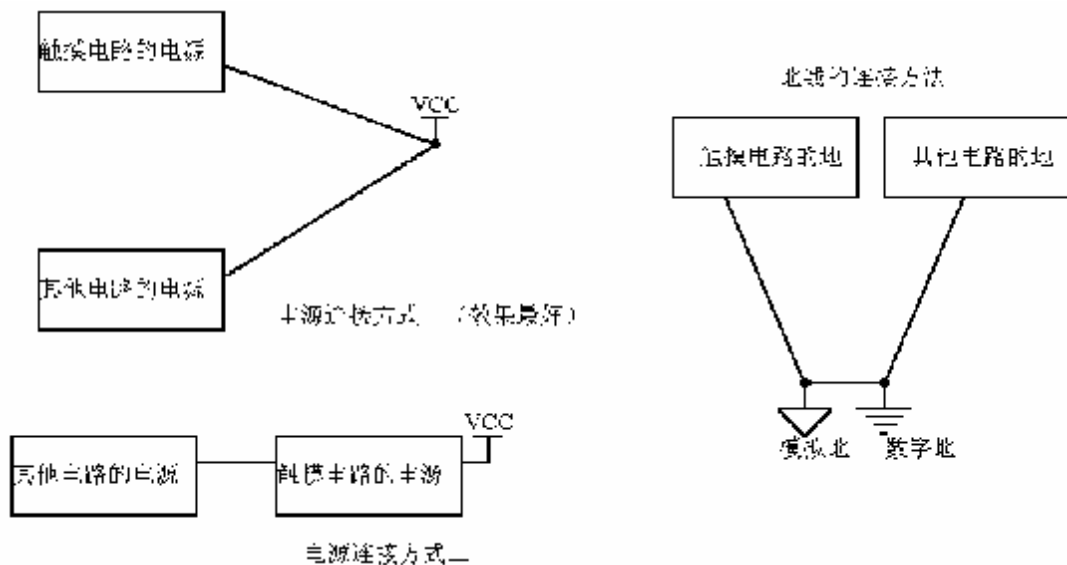 触摸电路的电源
VCC
其他电路的电源
电源连接方式一（效果最好）
其他电路的电源
触摸电路的电源
VCC
电源连接方式二
地线的连接方法
触摸电路的地
其他电路的地
模拟地
数字地